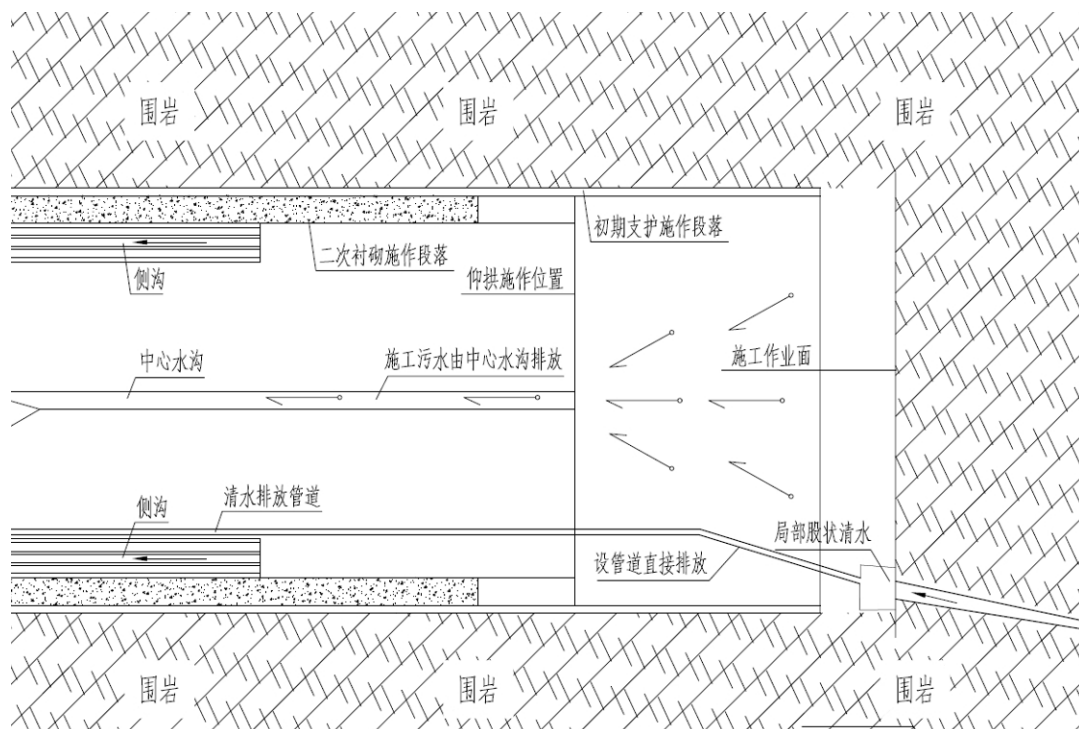 围岩
围岩
围岩
初期支护施作段落
二次衬砌施作段落
侧沟
仰拱施作位置
中心水沟
施工污水由中心水沟排放
施工作业面
侧沟
清水排放管道
局部股状清水
设管道直接排放
围岩
围岩
围岩